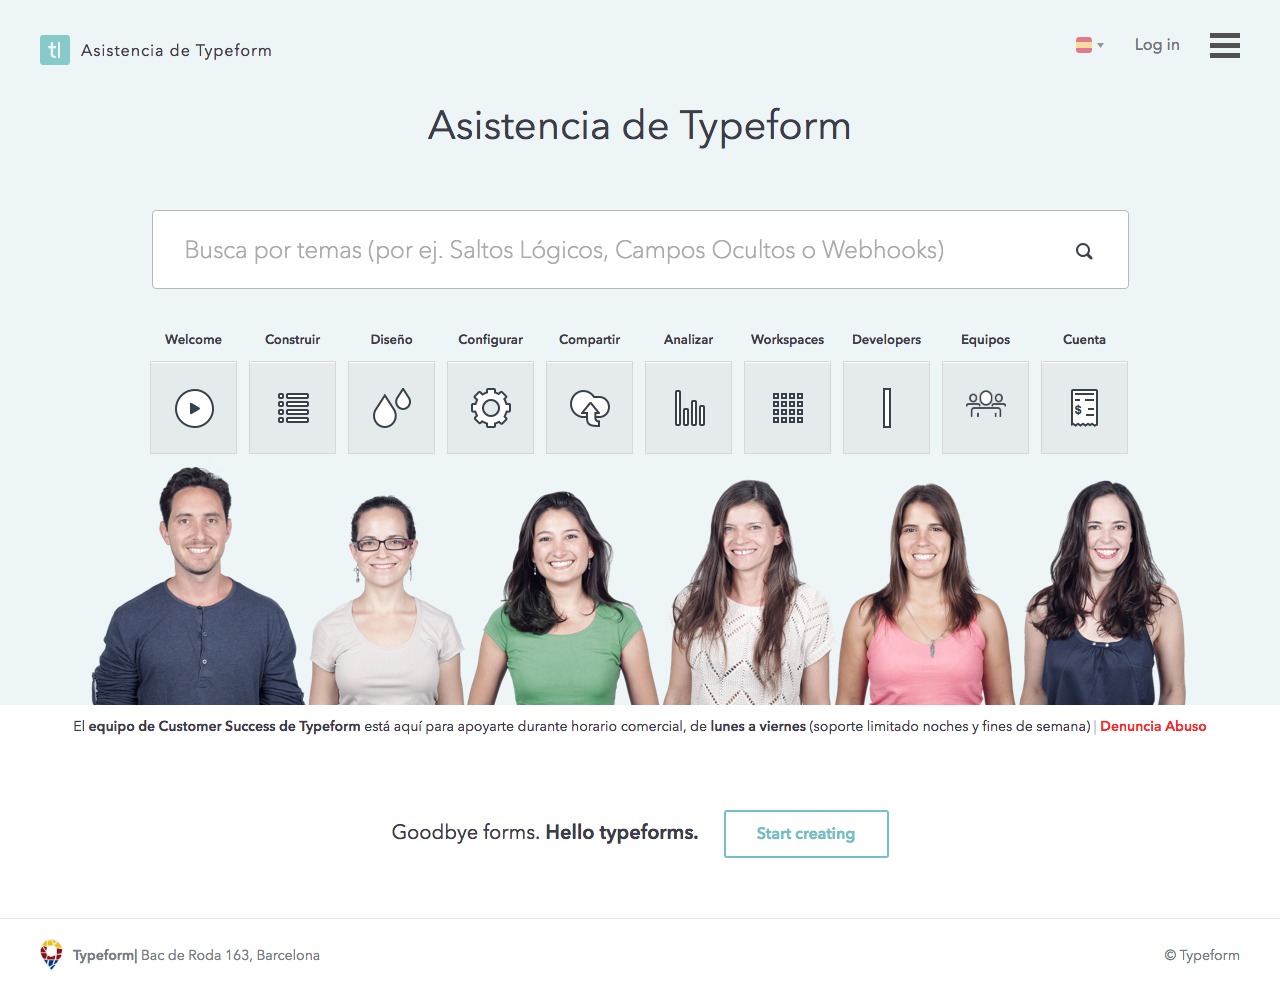 tl Asistencia de Typeform
Log in
Asistencia de Typeform
Busca por temas (por ej. Saltos Lógicos, Campos Ocultos o Webhooks)
Welcome Construir Diseño Configurar Compartir Analizar Workspaces Developers Equipos Cuenta
$
El equipo de Customer Success de Typeform está aquí para apoyarte durante horario comercial, de lunes a viernes (soporte limitado noches y fines de semana) | Denuncia Abuso
Goodbye forms. Hello typeforms. Start creating
Typeform| Bac de Roda 163, Barcelona
© Typeform